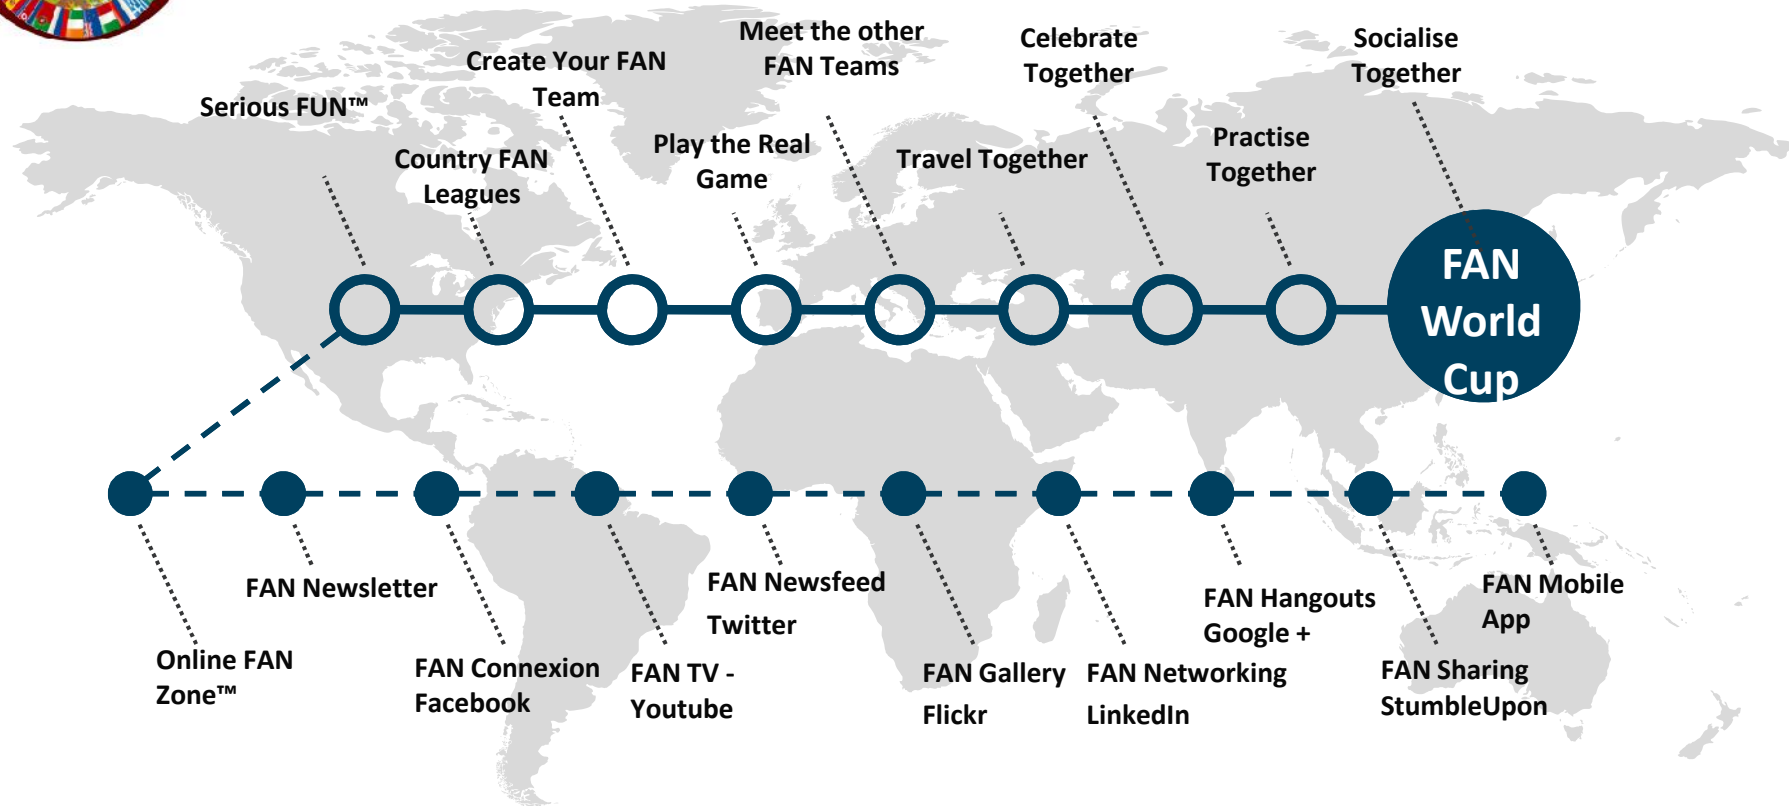 Serious FUN™
Country FAN
Leagues
Create Your FAN
Team
Play the Real
Game
Meet the other
FAN Teams
Travel Together
Celebrate
Together
Practise
Together
Socialise
Together
FAN
World
Cup
Online FAN
Zone™
FAN Newsletter
FAN Connexion
Facebook
FAN TV -
Youtube
FAN Newsfeed
Twitter
FAN Gallery
Flickr
FAN Networking
LinkedIn
FAN Hangouts
Google +
FAN Sharing
StumbleUpon
FAN Mobile
App